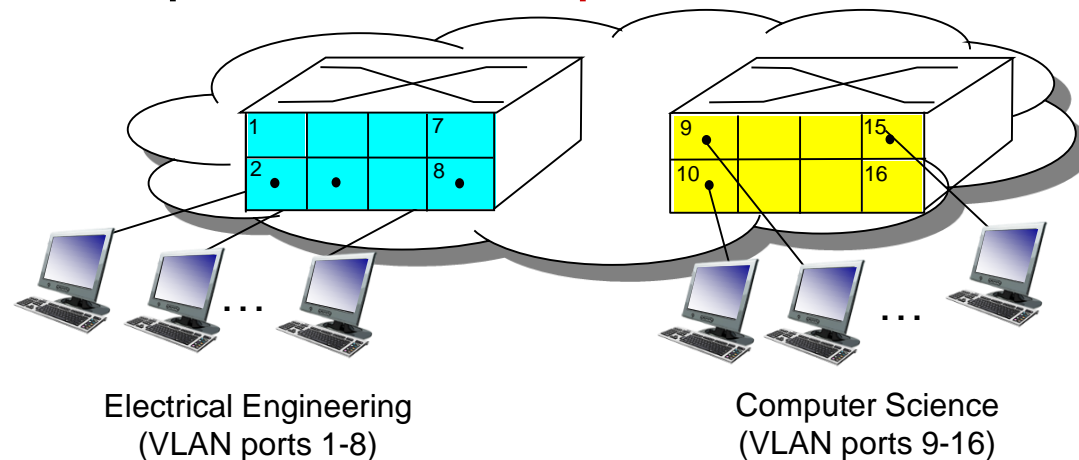 1 7
2 8
9 15
10 16
... ...
Electrical Engineering
(VLAN ports 1-8)
Computer Science
(VLAN ports 9-16)